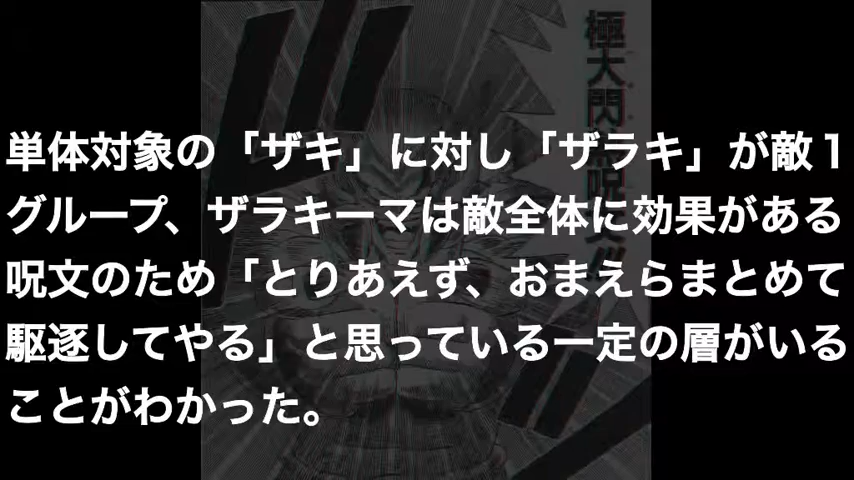 単体対象の「ザキ」に対し「ザラキ」が敵１
グループ、ザラキーマは敵全体に効果がある
呪文のため「とりあえず、おまえらまとめて
駆逐してやる」と思っている一定の層がいる
ことがわかった。
極大閃
呪